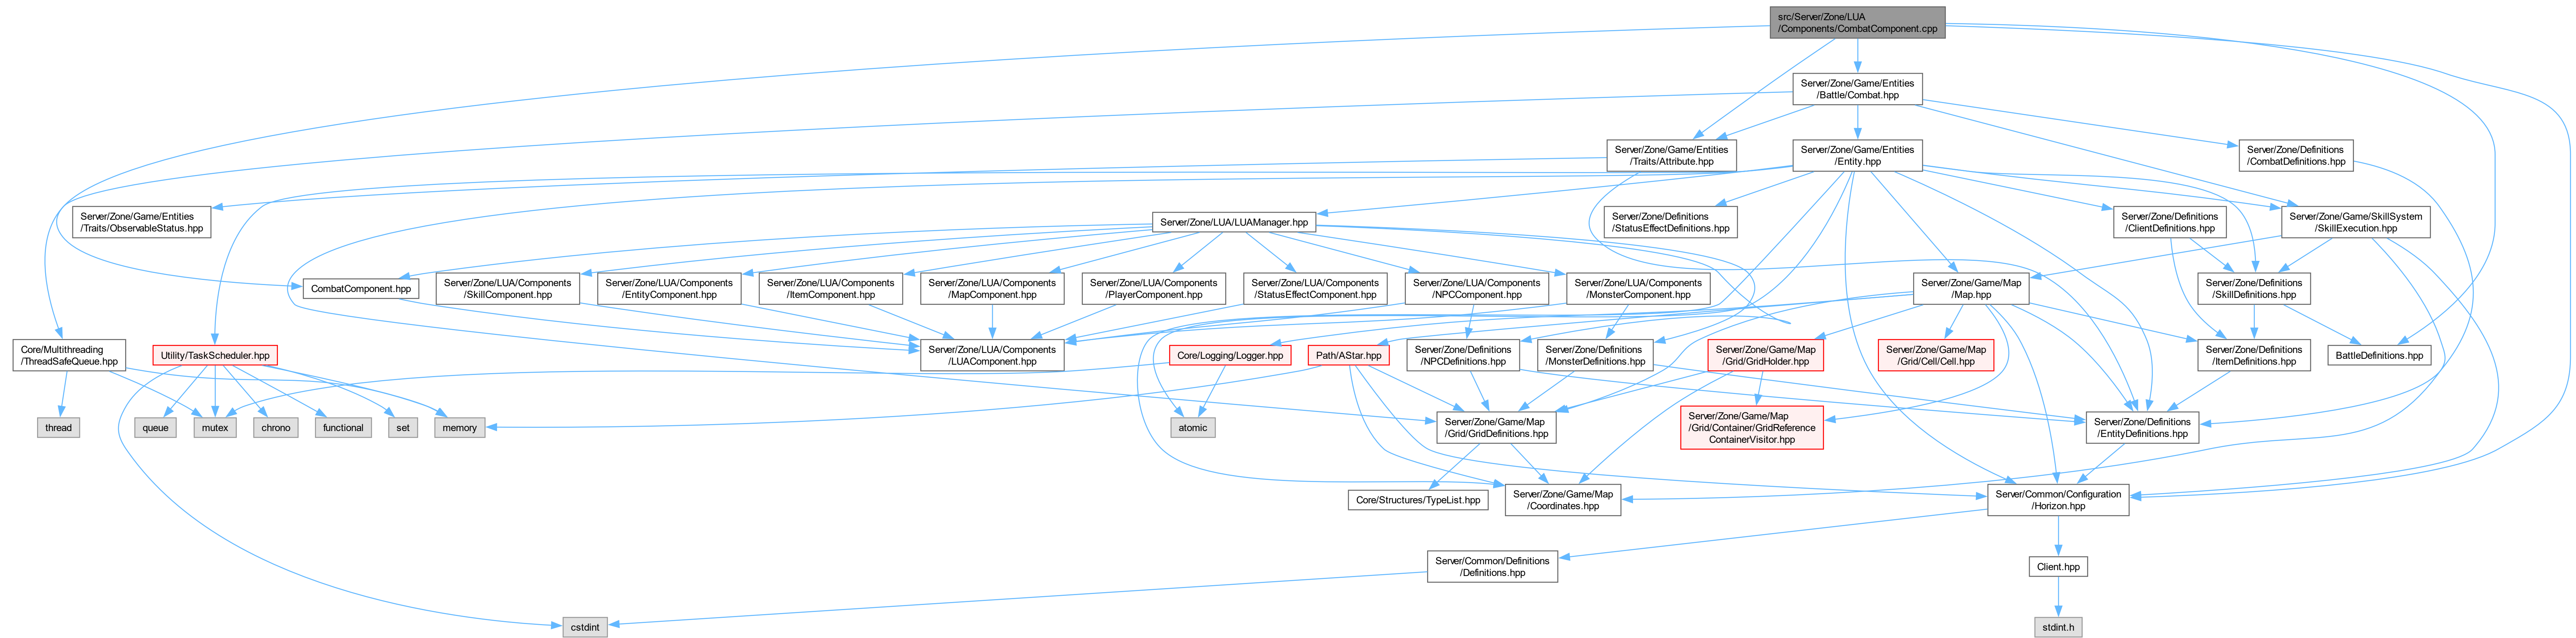 src/Server/Zone/LUA
/Components/CombatComponent.cpp
Server/Zone/Game/Entities
/Battle/Combat.hpp
Server/Zone/Game/Entities
/Traits/Attribute.hpp
Server/Zone/Game/Entities
/Entity.hpp
Server/Zone/Definitions
/CombatDefinitions.hpp
Server/Zone/Game/Entities
/Traits/ObservableStatus.hpp
Server/Zone/LUA/LUAManager.hpp
Server/Zone/Definitions
/StatusEffectDefinitions.hpp
Server/Zone/Definitions
/ClientDefinitions.hpp
Server/Zone/Game/SkillSystem
/SkillExecution.hpp
CombatComponent.hpp
Server/Zone/LUA/Components
/SkillComponent.hpp
Server/Zone/LUA/Components
/EntityComponent.hpp
Server/Zone/LUA/Components
/ItemComponent.hpp
Server/Zone/LUA/Components
/MapComponent.hpp
Server/Zone/LUA/Components
/PlayerComponent.hpp
Server/Zone/LUA/Components
/StatusEffectComponent.hpp
Server/Zone/LUA/Components
/NPCComponent.hpp
Server/Zone/LUA/Components
/MonsterComponent.hpp
Server/Zone/Game/Map
/Map.hpp
Server/Zone/Definitions
/SkillDefinitions.hpp
Core/Multithreading
/ThreadSafeQueue.hpp
Utility/TaskScheduler.hpp
Server/Zone/LUA/Components
/LUAComponent.hpp
Core/Logging/Logger.hpp
Path/AStar.hpp
Server/Zone/Definitions
/NPCDefinitions.hpp
Server/Zone/Definitions
/MonsterDefinitions.hpp
Server/Zone/Game/Map
/Grid/GridHolder.hpp
Server/Zone/Game/Map
/Grid/Cell/Cell.hpp
Server/Zone/Definitions
/ItemDefinitions.hpp
BattleDefinitions.hpp
thread
queue
mutex
chrono
functional
set
memory
atomic
Server/Zone/Game/Map
/Grid/GridDefinitions.hpp
Server/Zone/Game/Map
/Grid/Container/GridReference
ContainerVisitor.hpp
Server/Zone/Definitions
/EntityDefinitions.hpp
Core/Structures/TypeList.hpp
Server/Zone/Game/Map
/Coordinates.hpp
Server/Common/Configuration
/Horizon.hpp
Server/Common/Definitions
/Definitions.hpp
Client.hpp
cstdint
stdint.h